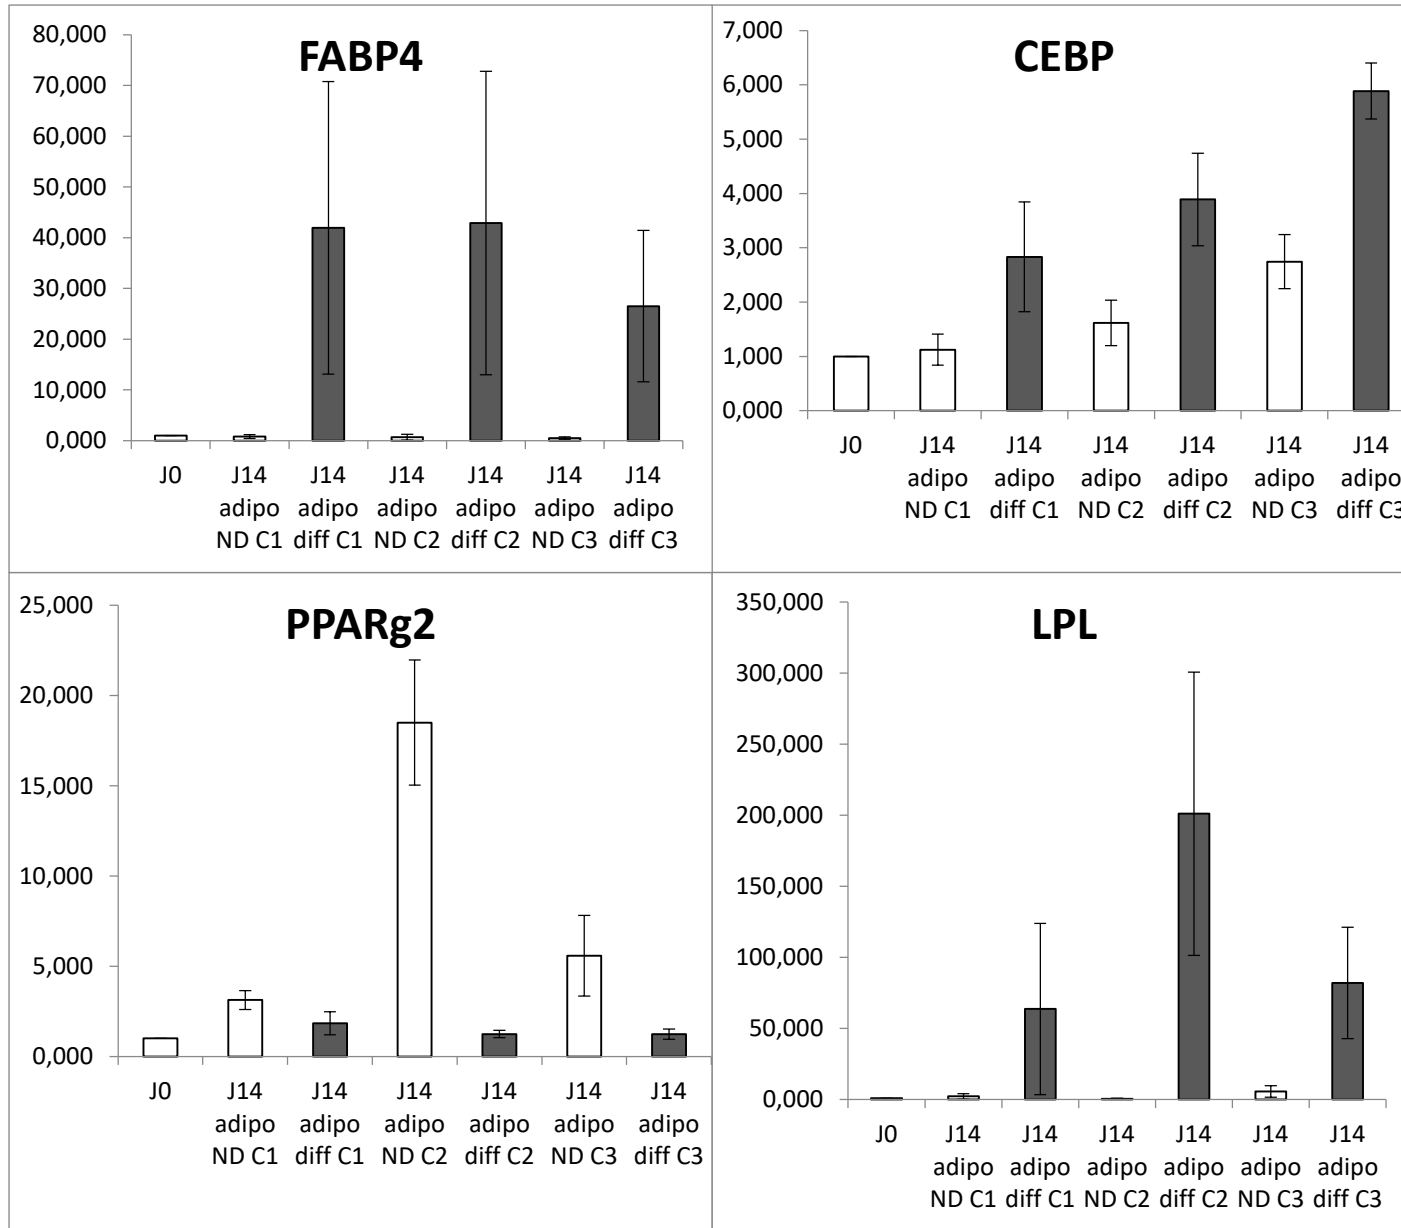 FABP4
80,000
70,000
60,000
50,000
40,000
30,000
20,000
10,000
0,000
J0 J14 J14 J14 J14 J14 J14
adipo adipo adipo adipo adipo adipo
ND C1 diff C1 ND C2 diff C2 ND C3 diff C3
CEBP
7,000
6,000
5,000
4,000
3,000
2,000
1,000
0,000
J0 J14 J14 J14 J14 J14 J14
adipo adipo adipo adipo adipo adipo
ND C1 diff C1 ND C2 diff C2 ND C3 diff C3
PPARg2
25,000
20,000
15,000
10,000
5,000
0,000
J0 J14 J14 J14 J14 J14 J14
adipo adipo adipo adipo adipo adipo
ND C1 diff C1 ND C2 diff C2 ND C3 diff C3
LPL
350,000
300,000
250,000
200,000
150,000
100,000
50,000
0,000
J0 J14 J14 J14 J14 J14 J14
adipo adipo adipo adipo adipo adipo
ND C1 diff C1 ND C2 diff C2 ND C3 diff C3